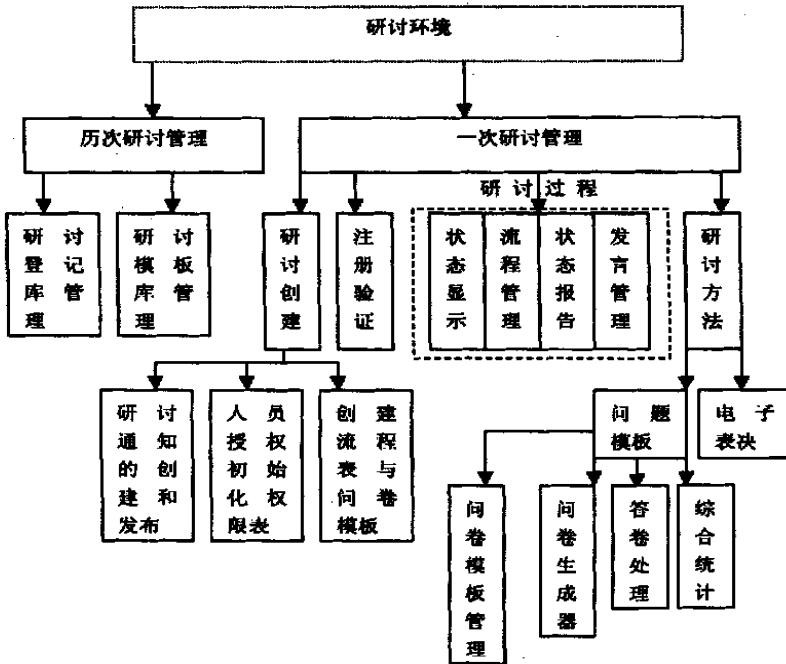 研讨环境
历次研讨管理
一次研讨管理
研讨过程
研讨
登记
库管
理
研讨
模板
库管
理
研
讨
创
建
注
册
验
证
状
态
显
示
流
程
管
理
状
态
报
告
发
言
管
理
研
讨
方
法
研讨
通知
的创
建和
发布
人员
授权
初始
化权
限表
创建
流程
表与
问卷
模板
问题
模板
电子
表决
问
卷
模
板
管
理
问
卷
生
成
器
答
卷
处
理
综
合
统
计